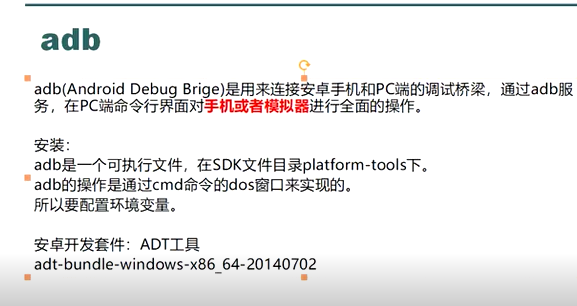 adb
adb(Android Debug Brige)是用来连接安卓手机和PC端的调试桥梁，通过adb服
务，在PC端命令行界面对手机或者模拟器进行全面的操作。
安装：
adb是一个可执行文件，在SDK文件目录platform-tools下。
adb的操作是通过cmd命令的dos窗口来实现的。
所以要配置环境变量。
安卓开发套件：ADT工具
adt-bundle-windows-x86_64-20140702